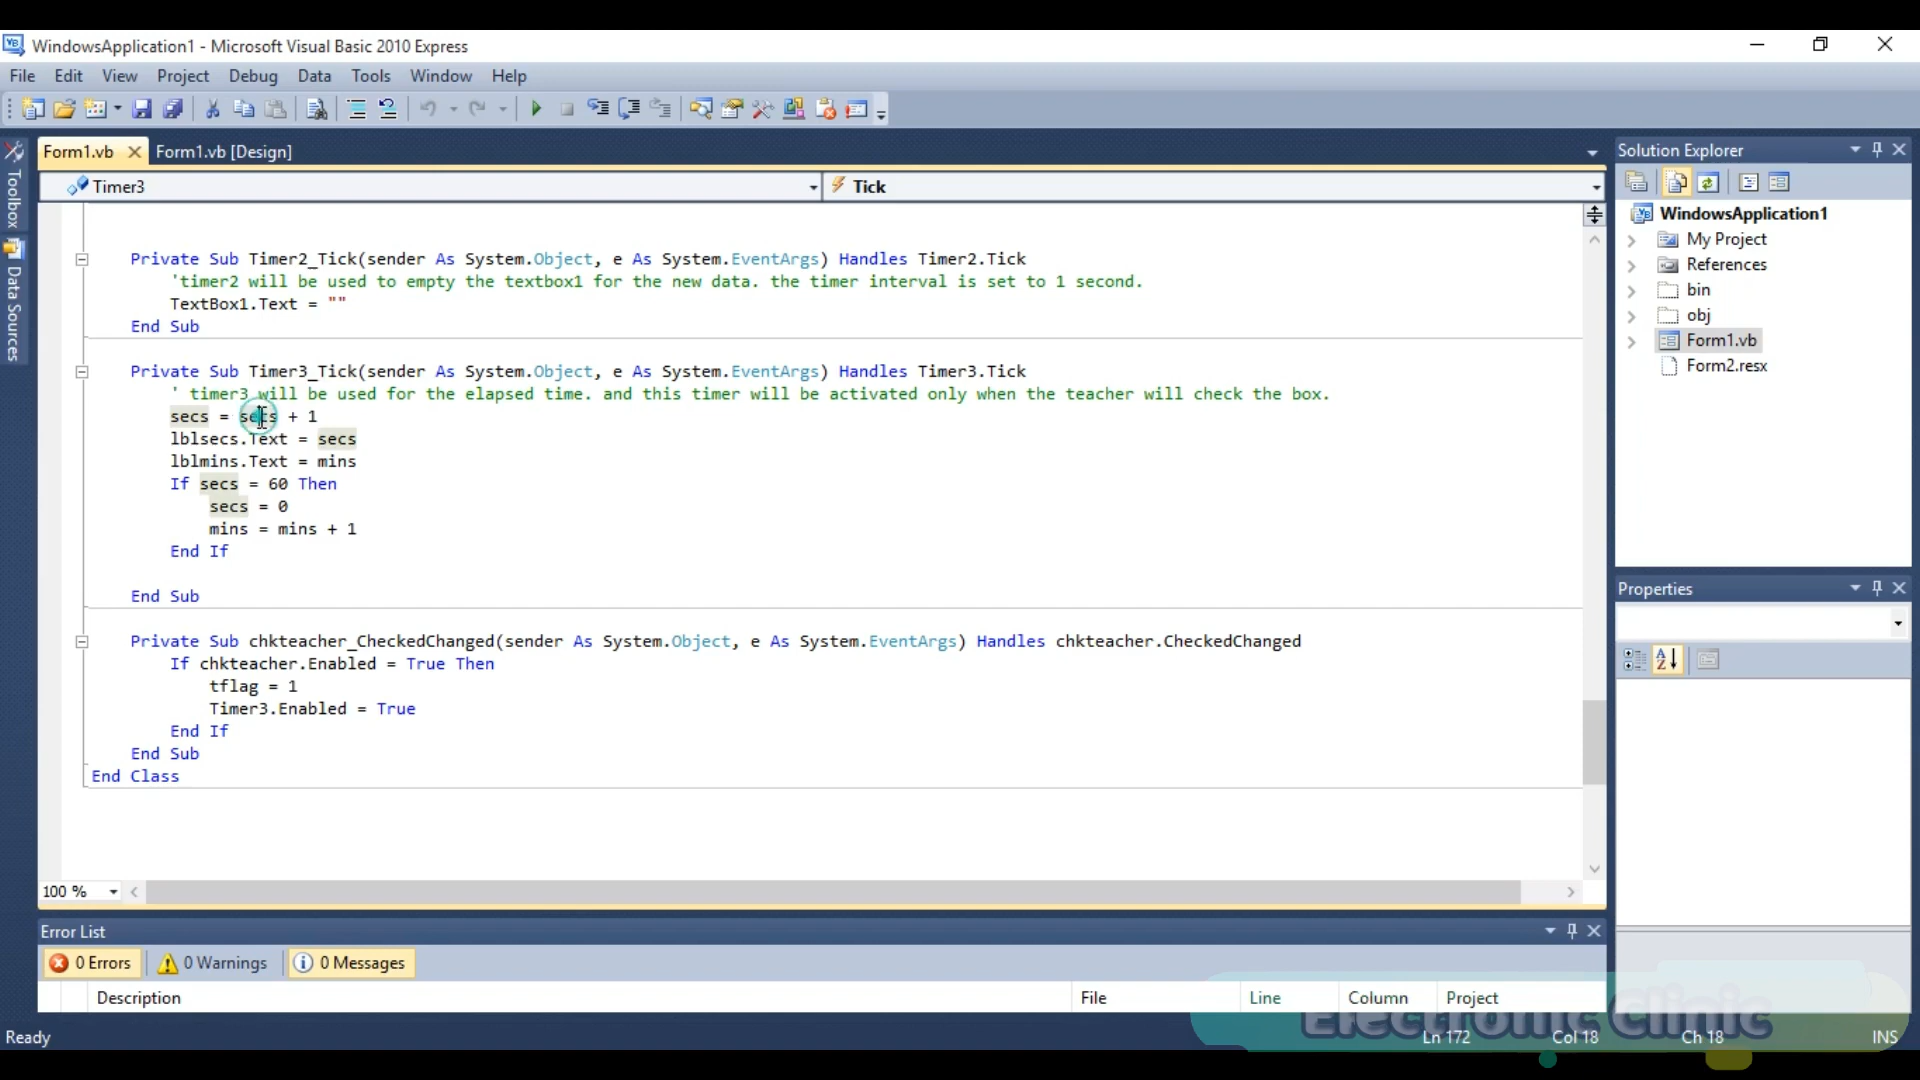 WindowsApplication1 - Microsoft Visual Basic 2010 Express
File Edit View Project Debug Data Tools Window Help
Form1.vb Form1.vb [Design]
Timer3 Tick
Toolbox
Data Sources
Private Sub Timer2_Tick(sender As System.Object, e As System.EventArgs) Handles Timer2.Tick
'timer2 will be used to empty the textbox1 for the new data. the timer interval is set to 1 second.
TextBox1.Text = ""
End Sub
Private Sub Timer3_Tick(sender As System.Object, e As System.EventArgs) Handles Timer3.Tick
' timer3 will be used for the elapsed time. and this timer will be activated only when the teacher will check the box.
secs = secs + 1
lblsecs.Text = secs
lblmins.Text = mins
If secs = 60 Then
secs = 0
mins = mins + 1
End If
End Sub
Private Sub chkteacher_CheckedChanged(sender As System.Object, e As System.EventArgs) Handles chkteacher.CheckedChanged
If chkteacher.Enabled = True Then
tflag = 1
Timer3.Enabled = True
End If
End Sub
End Class
100 %
Solution Explorer
WindowsApplication1
My Project
References
bin
obj
Form1.vb
Form2.resx
Properties
Error List
0 Errors 0 Warnings 0 Messages
Description File Line Column Project
Electronic Clinic
Ready Ln 172 Col 18 Ch 18 INS